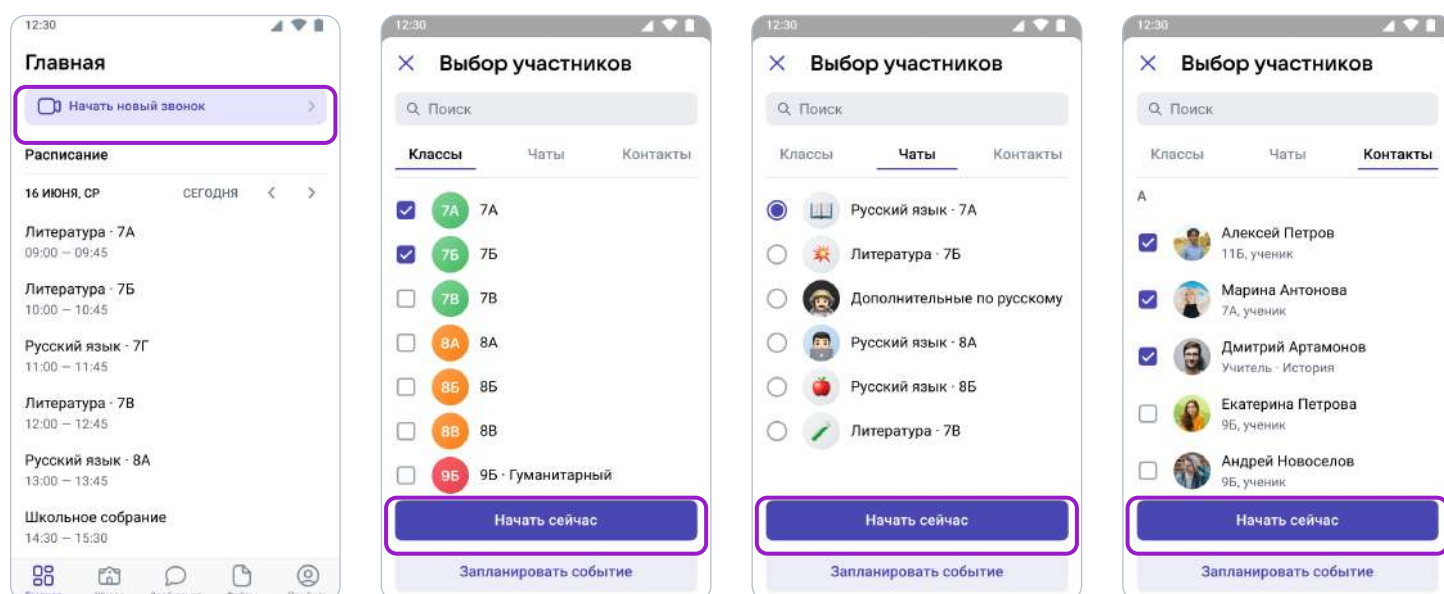 12:30
Главная
Начать новый звонок
Расписание
16 ИЮНЯ, СР СЕГОДНЯ
Литература · 7А
09:00 — 09:45
Литература · 7Б
10:00 — 10:45
Русский язык · 7Г
11:00 — 11:45
Литература · 7В
12:00 — 12:45
Русский язык · 8А
13:00 — 13:45
Школьное собрание
14:30 — 15:30
12:30
Выбор участников
Поиск
Классы Чаты Контакты
7А 7А
7Б 7Б
7В 7В
8А 8А
8Б 8Б
8В 8В
9Б 9Б · Гуманитарный
Начать сейчас
Запланировать событие
12:30
Выбор участников
Поиск
Классы Чаты Контакты
Русский язык · 7А
Литература · 7Б
Дополнительные по русскому
Русский язык · 8А
Русский язык · 8Б
Литература · 7В
Начать сейчас
Запланировать событие
12:30
Выбор участников
Поиск
Классы Чаты Контакты
А
Алексей Петров
11Б, ученик
Марина Антонова
7А, ученик
Дмитрий Артамонов
Учитель · История
Екатерина Петрова
9Б, ученик
Андрей Новоселов
9Б, ученик
Начать сейчас
Запланировать событие